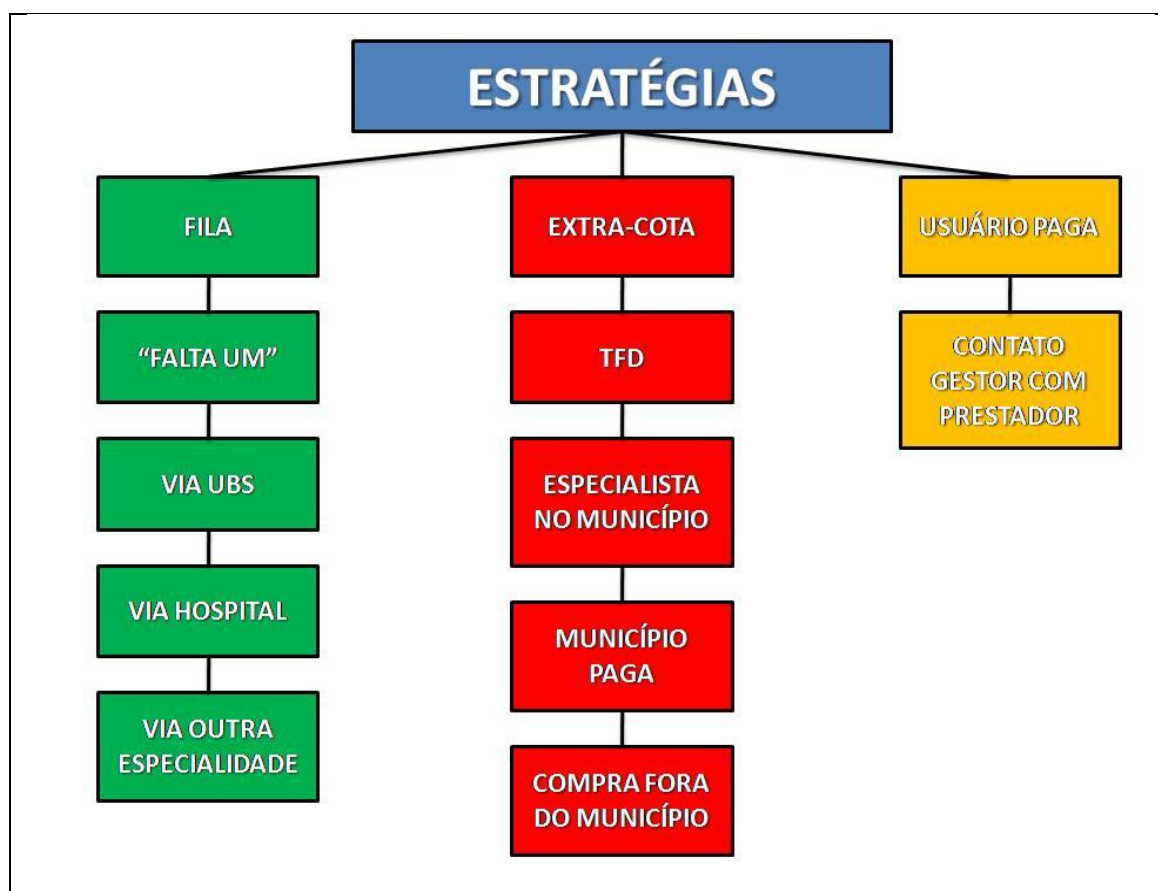 ESTRATÉGIAS
FILA
“FALTA UM”
VIA UBS
VIA HOSPITAL
VIA OUTRA
ESPECIALIDADE
EXTRA-COTA
TFD
ESPECIALISTA
NO MUNICÍPIO
MUNICÍPIO
PAGA
COMPRA FORA
DO MUNICÍPIO
USUÁRIO PAGA
CONTATO
GESTOR COM
PRESTADOR